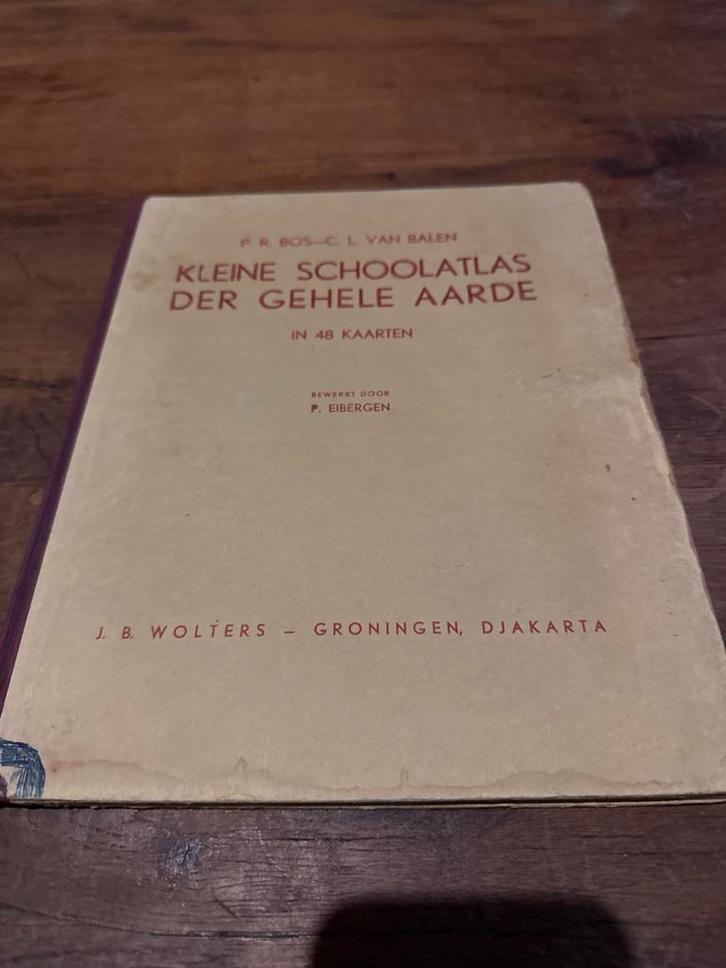 P. R. BOS—C. L. VAN BALEN
KLEINE SCHOOLATLAS
DER GEHELE AARDE
IN 48 KAARTEN
BEWERKT DOOR
P. EIBERGEN
J. B. WOLTERS – GRONINGEN, DJAKARTA